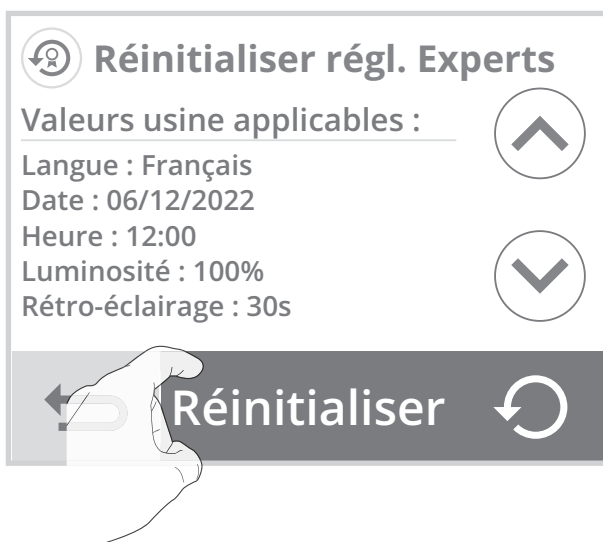 Réinitialiser régl. Experts
Valeurs usine applicables :
Langue : Français
Date : 06/12/2022
Heure : 12:00
Luminosité : 100%
Rétro-éclairage : 30s
Réinitialiser